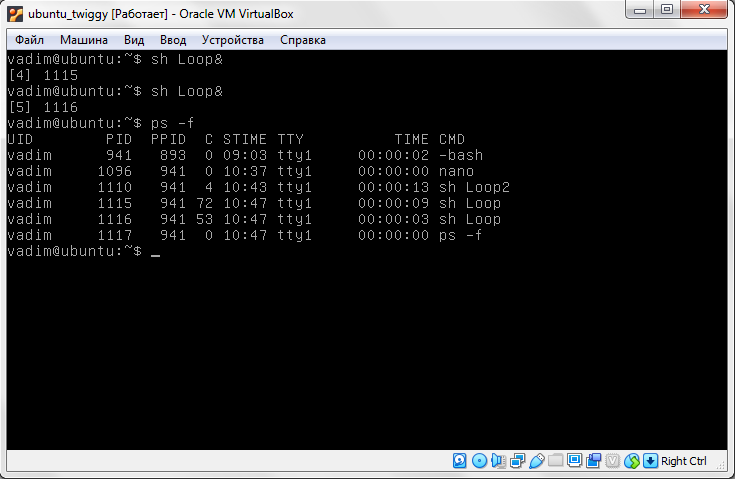 ubuntu_twiggy [Работает] - Oracle VM VirtualBox
Файл Машина Вид Ввод Устройства Справка
vadim@ubuntu:~$ sh Loop&
[4] 1115
vadim@ubuntu:~$ sh Loop&
[5] 1116
vadim@ubuntu:~$ ps -f
UID        PID  PPID  C STIME TTY          TIME CMD
vadim      941   893  0 09:03 tty1     00:00:02 -bash
vadim     1096   941  0 10:37 tty1     00:00:00 nano
vadim     1110   941  4 10:43 tty1     00:00:13 sh Loop2
vadim     1115   941 72 10:47 tty1     00:00:09 sh Loop
vadim     1116   941 53 10:47 tty1     00:00:03 sh Loop
vadim     1117   941  0 10:47 tty1     00:00:00 ps -f
vadim@ubuntu:~$ _
Right Ctrl